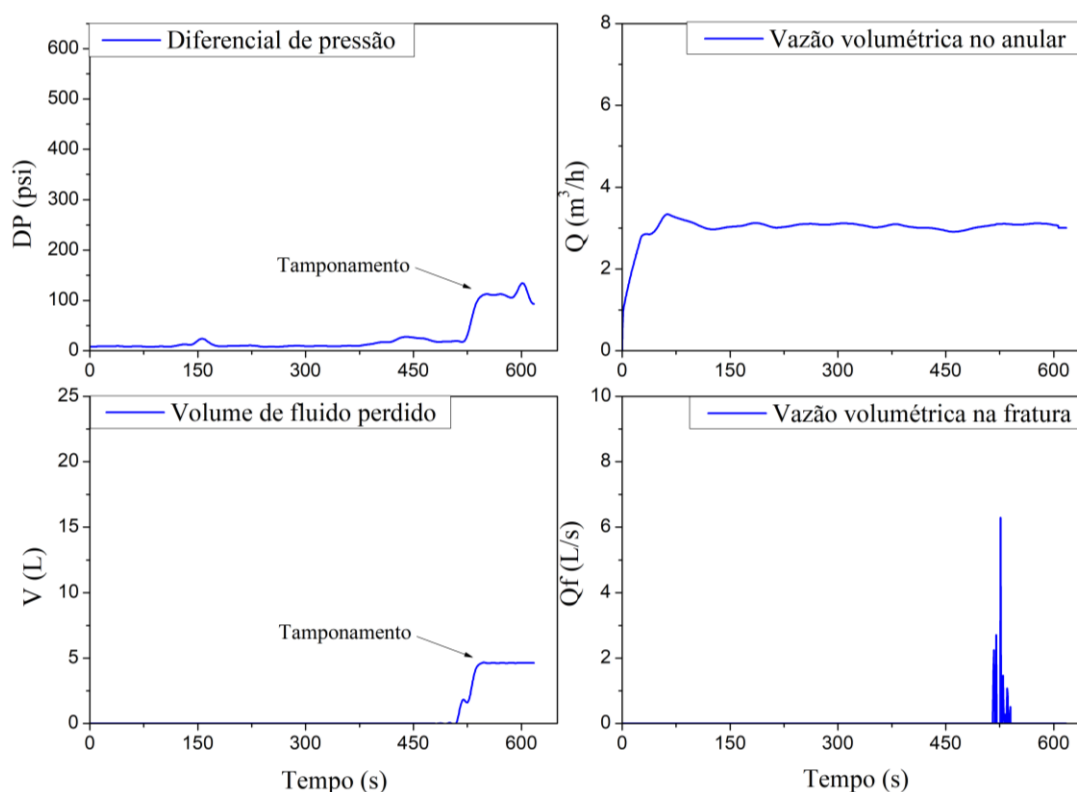 Diferencial de pressão
DP (psi)
600
500
400
300
200
100
0
Tamponamento
0 150 300 450 600
Vazão volumétrica no anular
Q (m³/h)
8
6
4
2
0
0 150 300 450 600
Volume de fluido perdido
V (L)
25
20
15
10
5
0
Tamponamento
0 150 300 450 600
Tempo (s)
Vazão volumétrica na fratura
Qf (L/s)
10
8
6
4
2
0
0 150 300 450 600
Tempo (s)